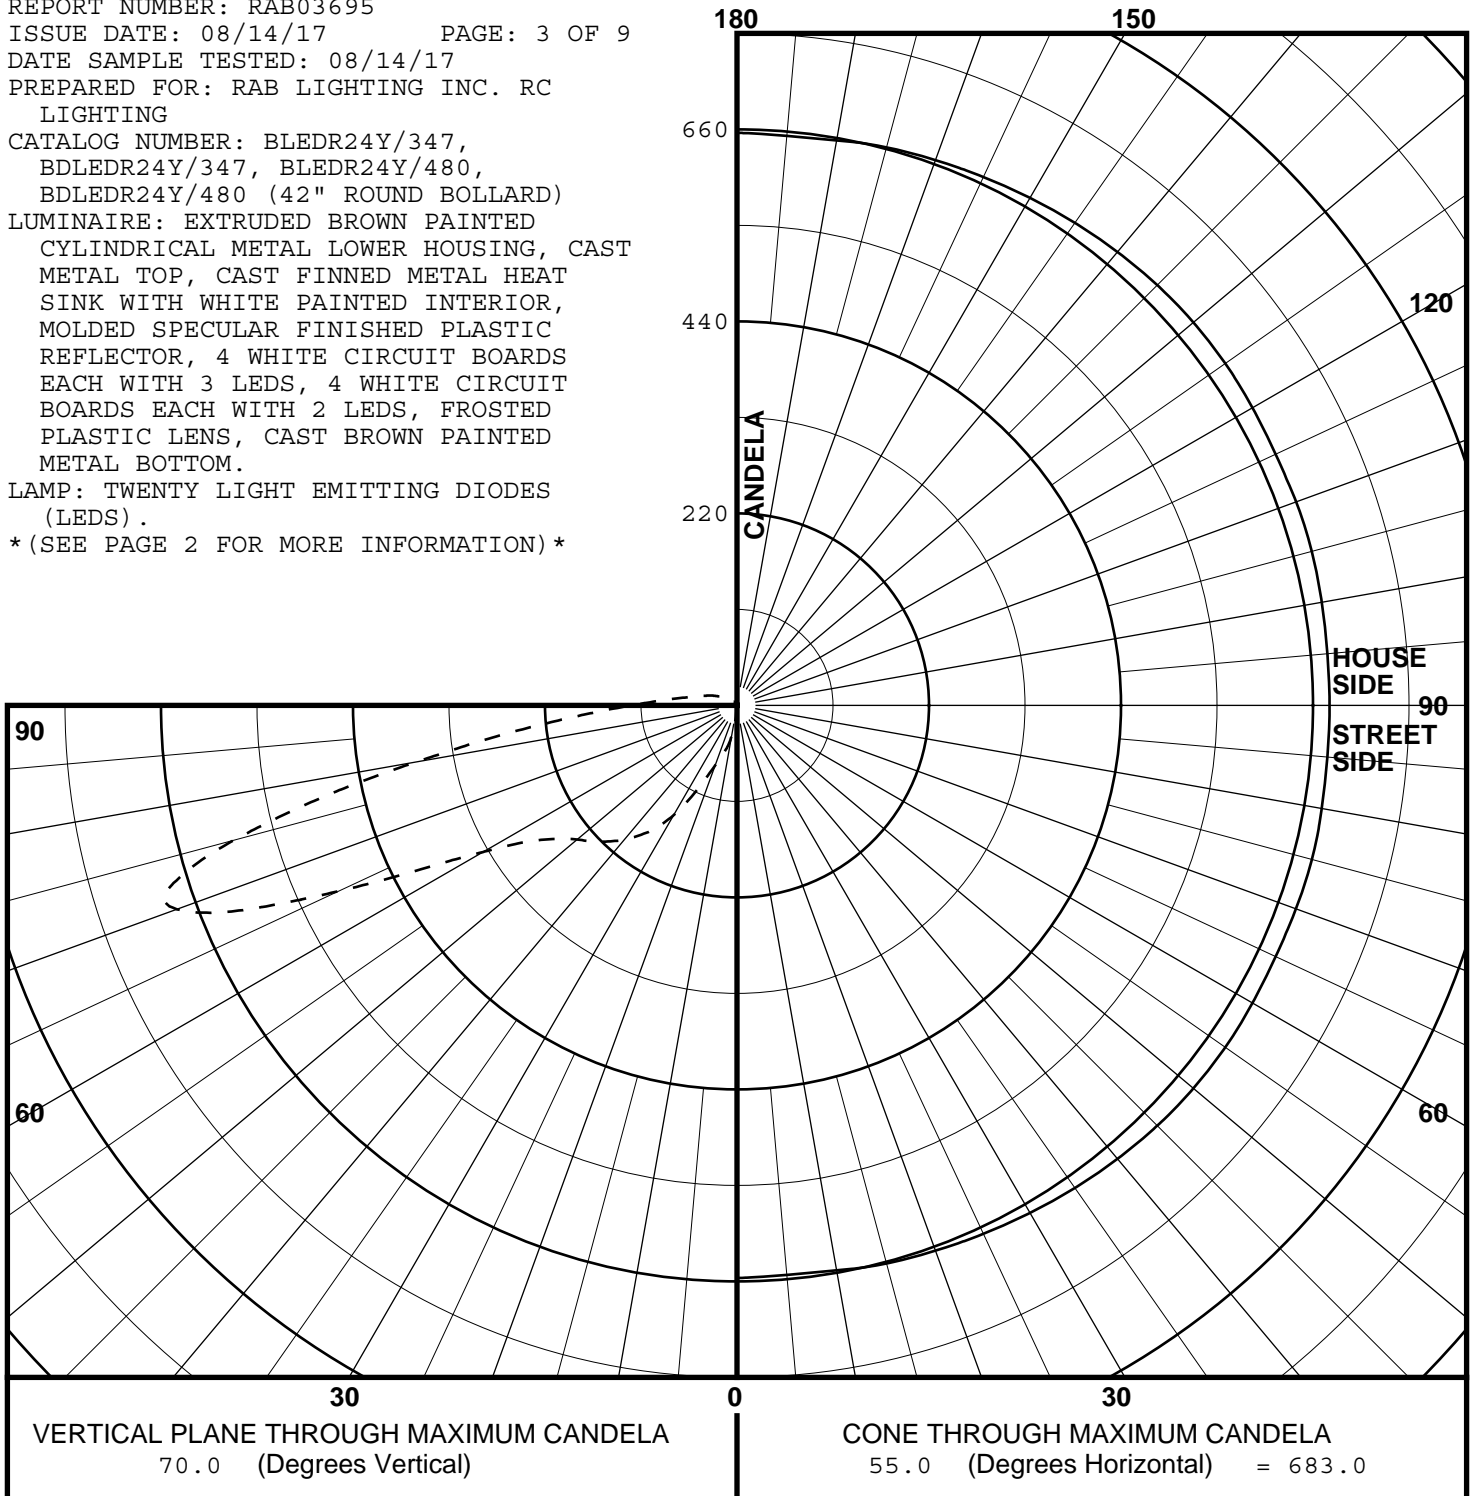 REPORT NUMBER: RAB03695
ISSUE DATE: 08/14/17 PAGE: 3 OF 9
DATE SAMPLE TESTED: 08/14/17
PREPARED FOR: RAB LIGHTING INC. RC
LIGHTING
CATALOG NUMBER: BLEDR24Y/347,
BDLEDR24Y/347, BLEDR24Y/480,
BDLEDR24Y/480 (42" ROUND BOLLARD)
LUMINAIRE: EXTRUDED BROWN PAINTED
CYLINDRICAL METAL LOWER HOUSING, CAST
METAL TOP, CAST FINNED METAL HEAT
SINK WITH WHITE PAINTED INTERIOR,
MOLDED SPECULAR FINISHED PLASTIC
REFLECTOR, 4 WHITE CIRCUIT BOARDS
EACH WITH 3 LEDS, 4 WHITE CIRCUIT
BOARDS EACH WITH 2 LEDS, FROSTED
PLASTIC LENS, CAST BROWN PAINTED
METAL BOTTOM.
LAMP: TWENTY LIGHT EMITTING DIODES
(LEDS).
*(SEE PAGE 2 FOR MORE INFORMATION)*
180
150
660
120
440
CANDELA
220
HOUSE
SIDE
90
90
STREET
SIDE
60
60
30
0
30
VERTICAL PLANE THROUGH MAXIMUM CANDELA
70.0 (Degrees Vertical)
CONE THROUGH MAXIMUM CANDELA
55.0 (Degrees Horizontal) = 683.0